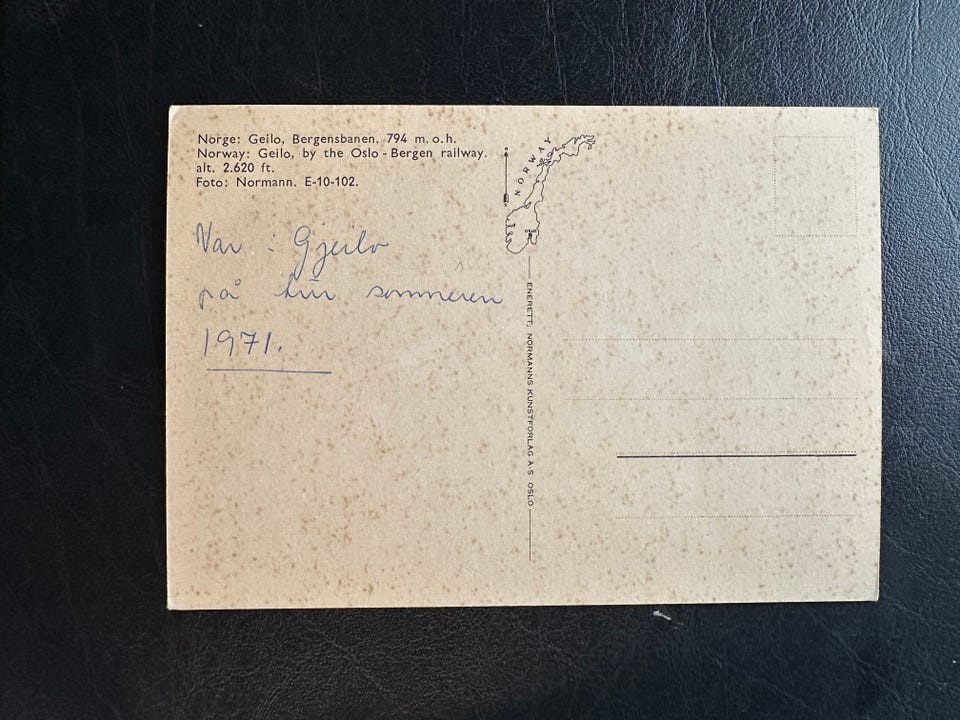 Norge: Geilo, Bergensbanen. 794 m.o.h.
Norway: Geilo, by the Oslo-Bergen railway.
alt. 2.620 ft.
Foto: Normann. E-10-102.
Var i Gjeilo
på tur sommeren
1971.
NORWAY
ENERETT: NORMANNS KUNSTFORLAG A-S OSLO